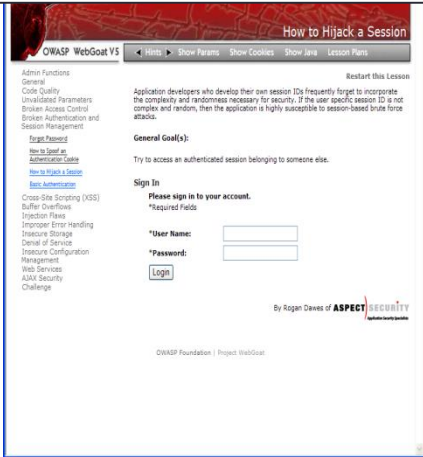 How to Hijack a Session
OWASP WebGoat V5
Hints
Show Params
Show Cookies
Show Java
Lesson Plans
Admin Functions
General
Code Quality
Unvalidated Parameters
Broken Access Control
Broken Authentication and
Session Management
Forgot Password
How to Spoof an
Authentication Cookie
How to Hijack a Session
Basic Authentication
Cross-Site Scripting (XSS)
Buffer Overflows
Injection Flaws
Improper Error Handling
Insecure Storage
Denial of Service
Insecure Configuration
Management
Web Services
AJAX Security
Challenge
Restart this Lesson
Application developers who develop their own session IDs frequently forget to incorporate
the complexity and randomness necessary for security. If the user specific session ID is not
complex and random, then the application is highly susceptible to session-based brute force
attacks.
General Goal(s):
Try to access an authenticated session belonging to someone else.
Sign In
Please sign in to your account.
*Required Fields
*User Name:
*Password:
Login
By Rogan Dawes of ASPECT SECURITY
Application Security Specialists
OWASP Foundation | Project WebGoat